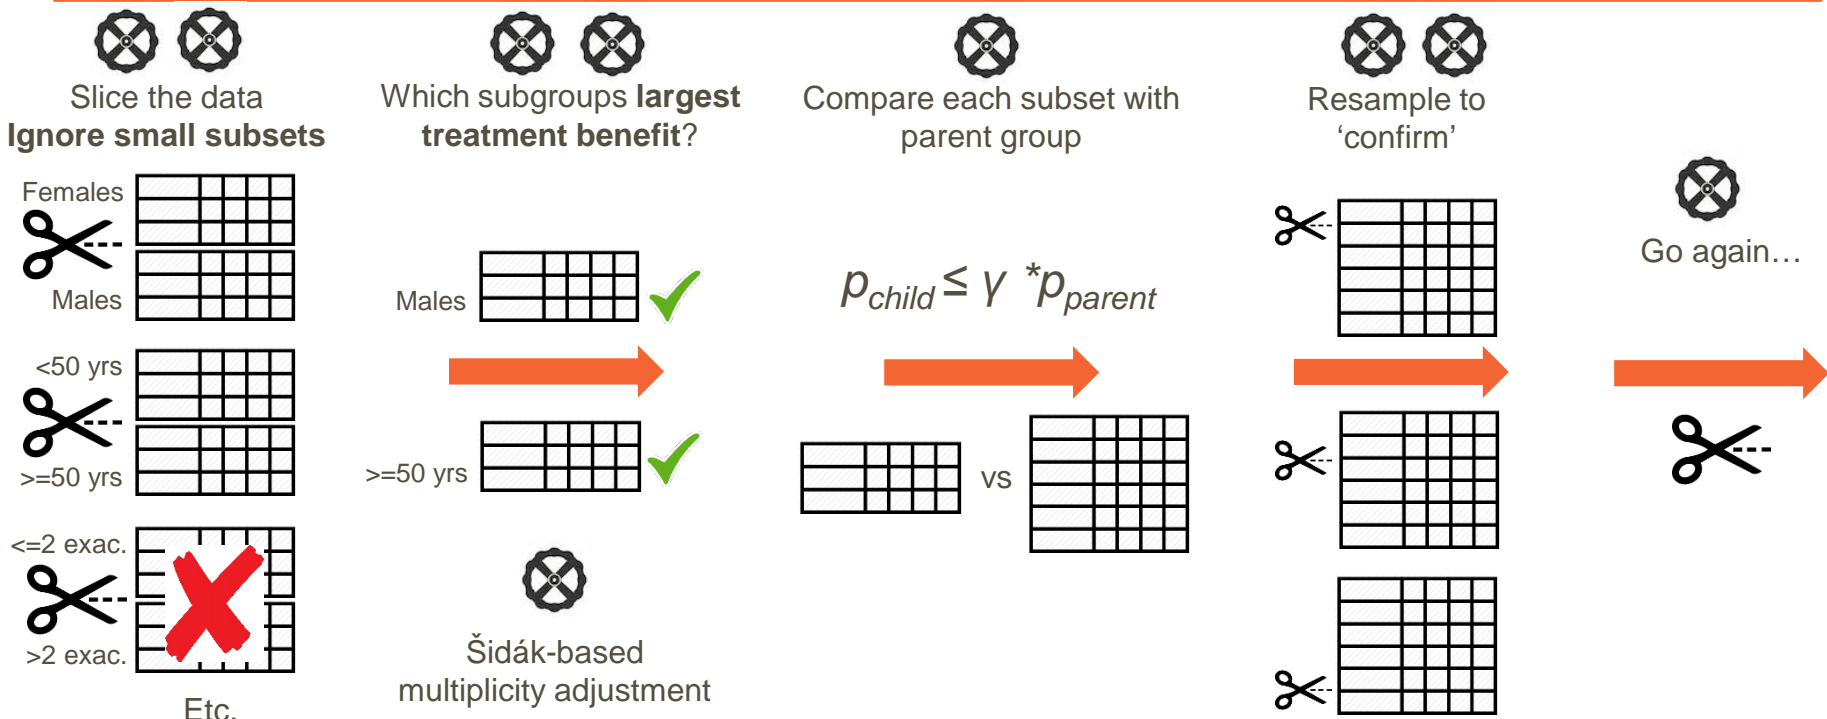 Slice the data
Ignore small subsets
Females
Males
<50 yrs
>=50 yrs
<=2 exac.
>2 exac.
Etc.
Which subgroups largest
treatment benefit?
Males
>=50 yrs
Šidák-based
multiplicity adjustment
Compare each subset with
parent group
p_child ≤ γ *p_parent
vs
Resample to
‘confirm’
Go again…